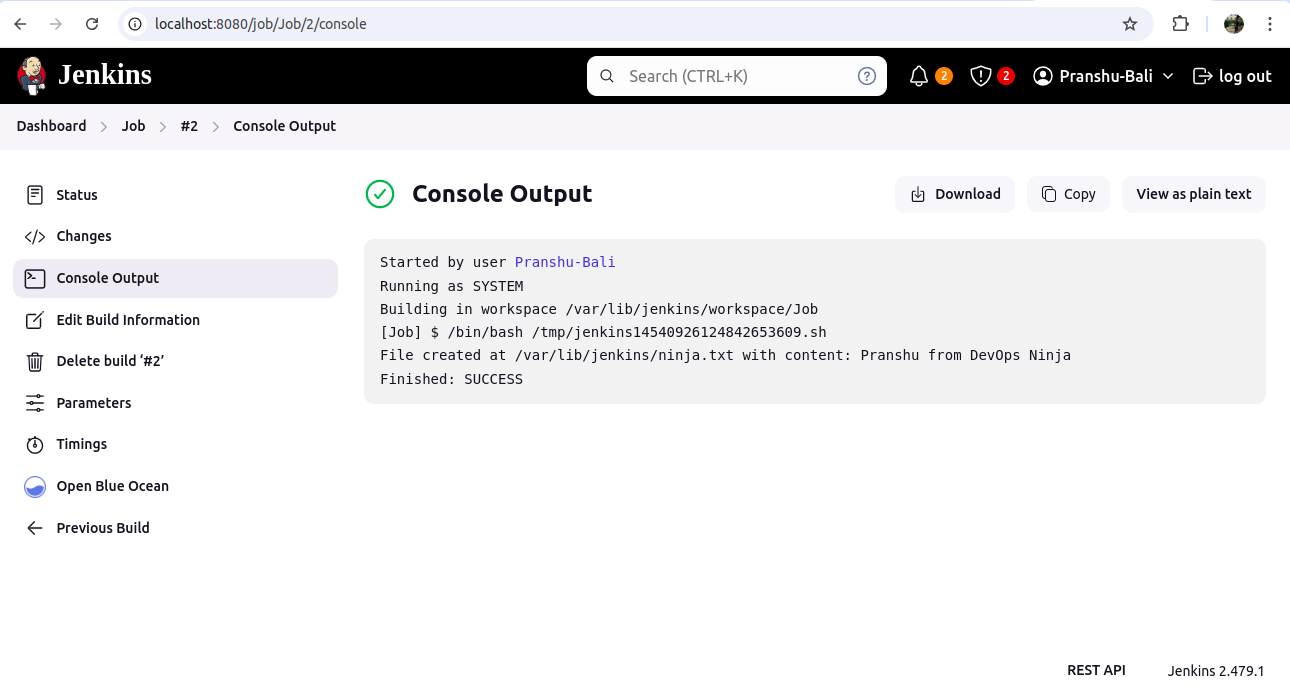 localhost:8080/job/Job/2/console
Jenkins
Search (CTRL+K)
?
2
2
Pranshu-Bali
log out
Dashboard > Job > #2 > Console Output
Status
Changes
Console Output
Edit Build Information
Delete build ‘#2’
Parameters
Timings
Open Blue Ocean
Previous Build
Console Output
Download
Copy
View as plain text
Started by user Pranshu-Bali
Running as SYSTEM
Building in workspace /var/lib/jenkins/workspace/Job
[Job] $ /bin/bash /tmp/jenkins14540926124842653609.sh
File created at /var/lib/jenkins/ninja.txt with content: Pranshu from DevOps Ninja
Finished: SUCCESS
REST API
Jenkins 2.479.1